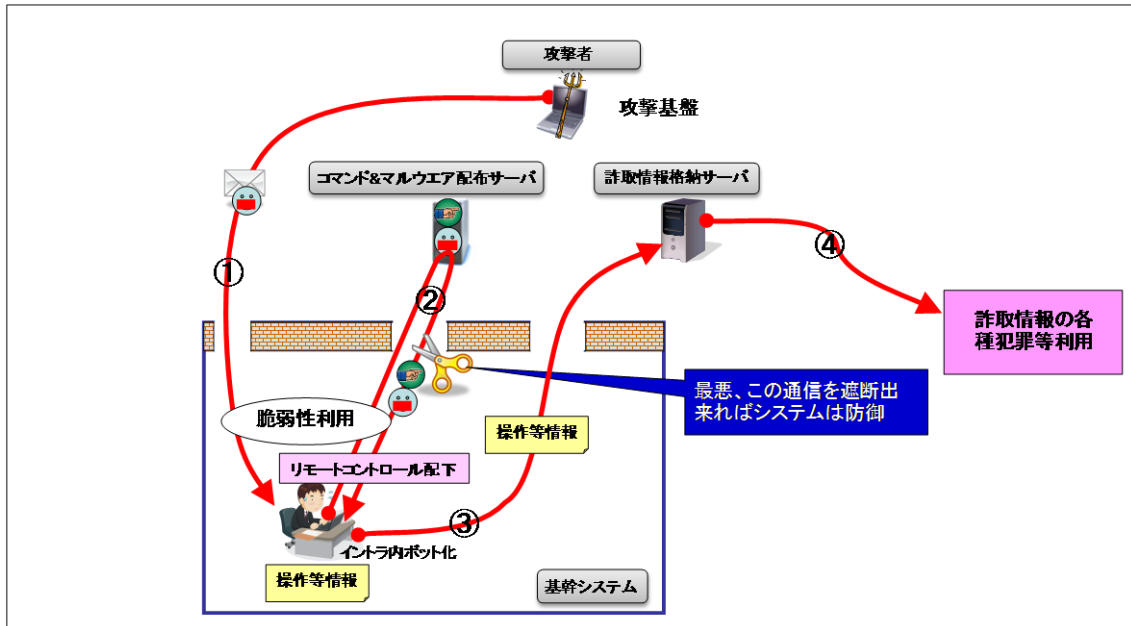 攻撃者
攻撃基盤
コマンド&マルウエア配布サーバ
詐取情報格納サーバ
①
②
④
詐取情報の各
種犯罪等利用
最悪、この通信を遮断出
来ればシステムは防御
脆弱性利用
操作等情報
リモートコントロール配下
③
イントラ内ボット化
操作等情報
基幹システム